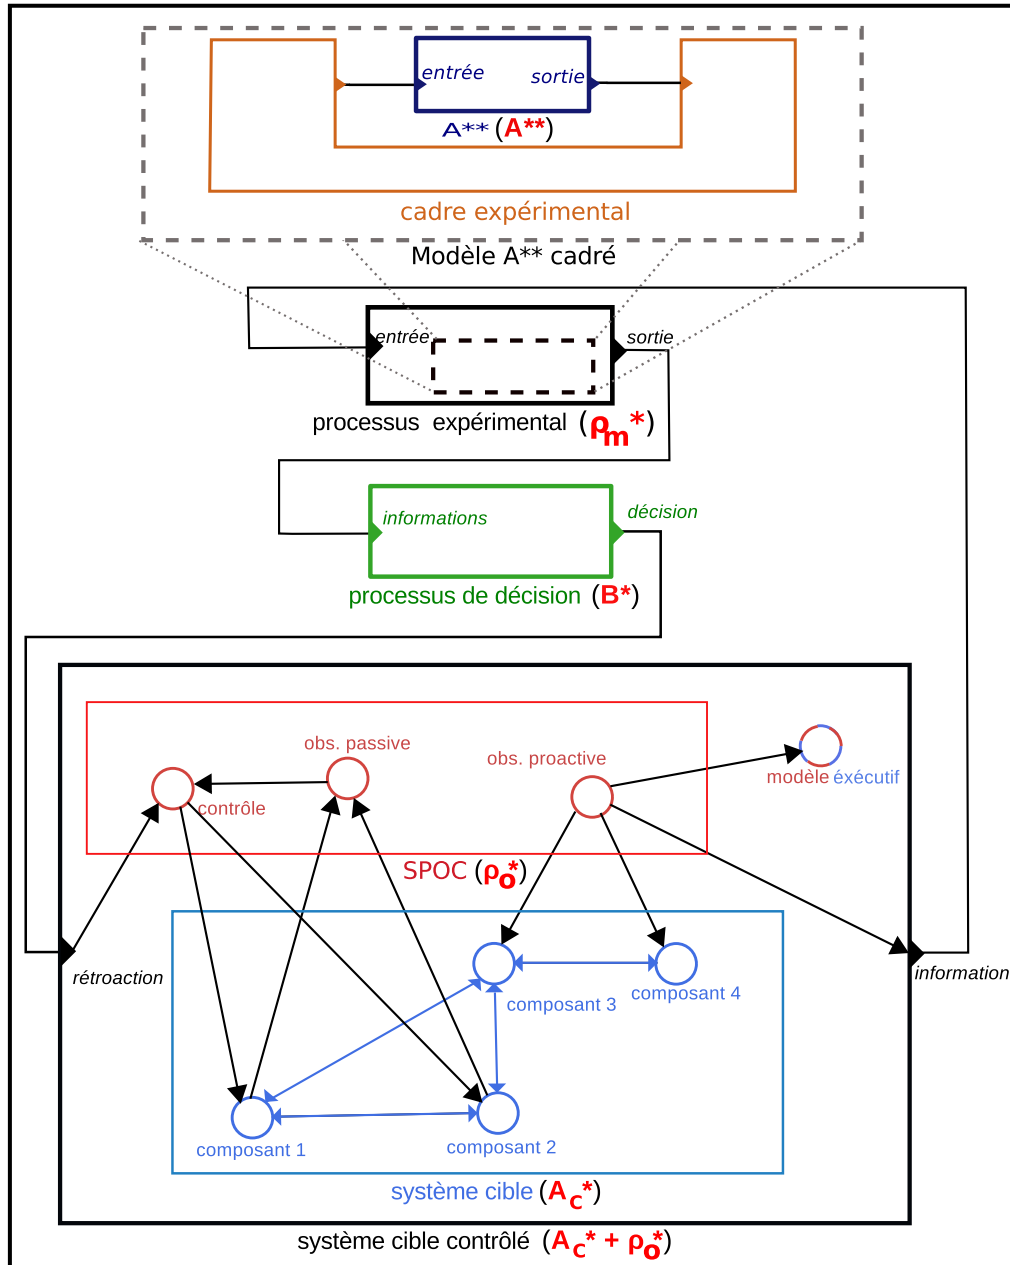 entrée sortie
A** (A**)
cadre expérimental
Modèle A** cadré
entrée sortie
processus expérimental (ρm*)
informations décision
processus de décision (B*)
obs. passive
obs. proactive
contrôle
modèle éxécutif
SPOC (ρo*)
rétroaction
information
composant 3
composant 4
composant 1
composant 2
système cible (Ac*)
système cible contrôlé (Ac* + ρo*)